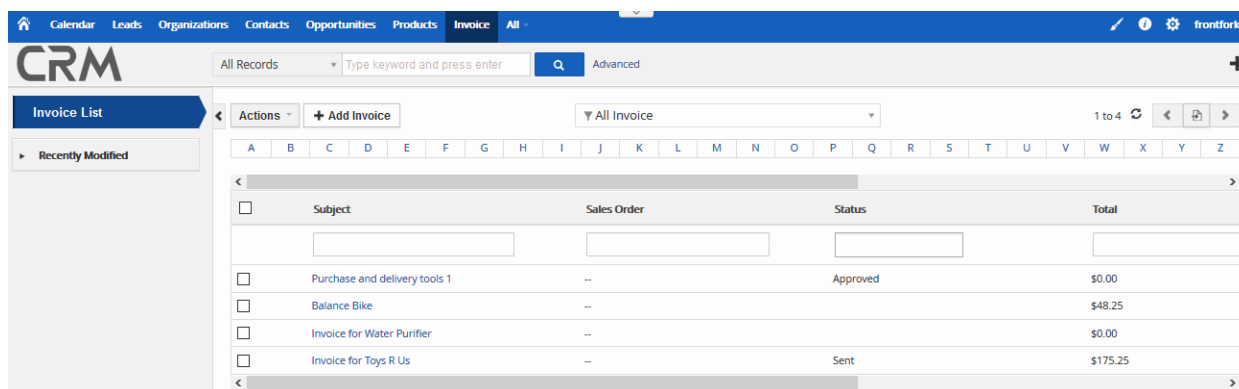 Calendar Leads Organizations Contacts Opportunities Products Invoice All frontfork
CRM All Records Type keyword and press enter Advanced
Invoice List Actions + Add Invoice All Invoice 1 to 4
Recently Modified
A B C D E F G H I J K L M N O P Q R S T U V W X Y Z
Subject Sales Order Status Total
Purchase and delivery tools 1 -- Approved $0.00
Balance Bike -- $48.25
Invoice for Water Purifier -- $0.00
Invoice for Toys R Us -- Sent $175.25